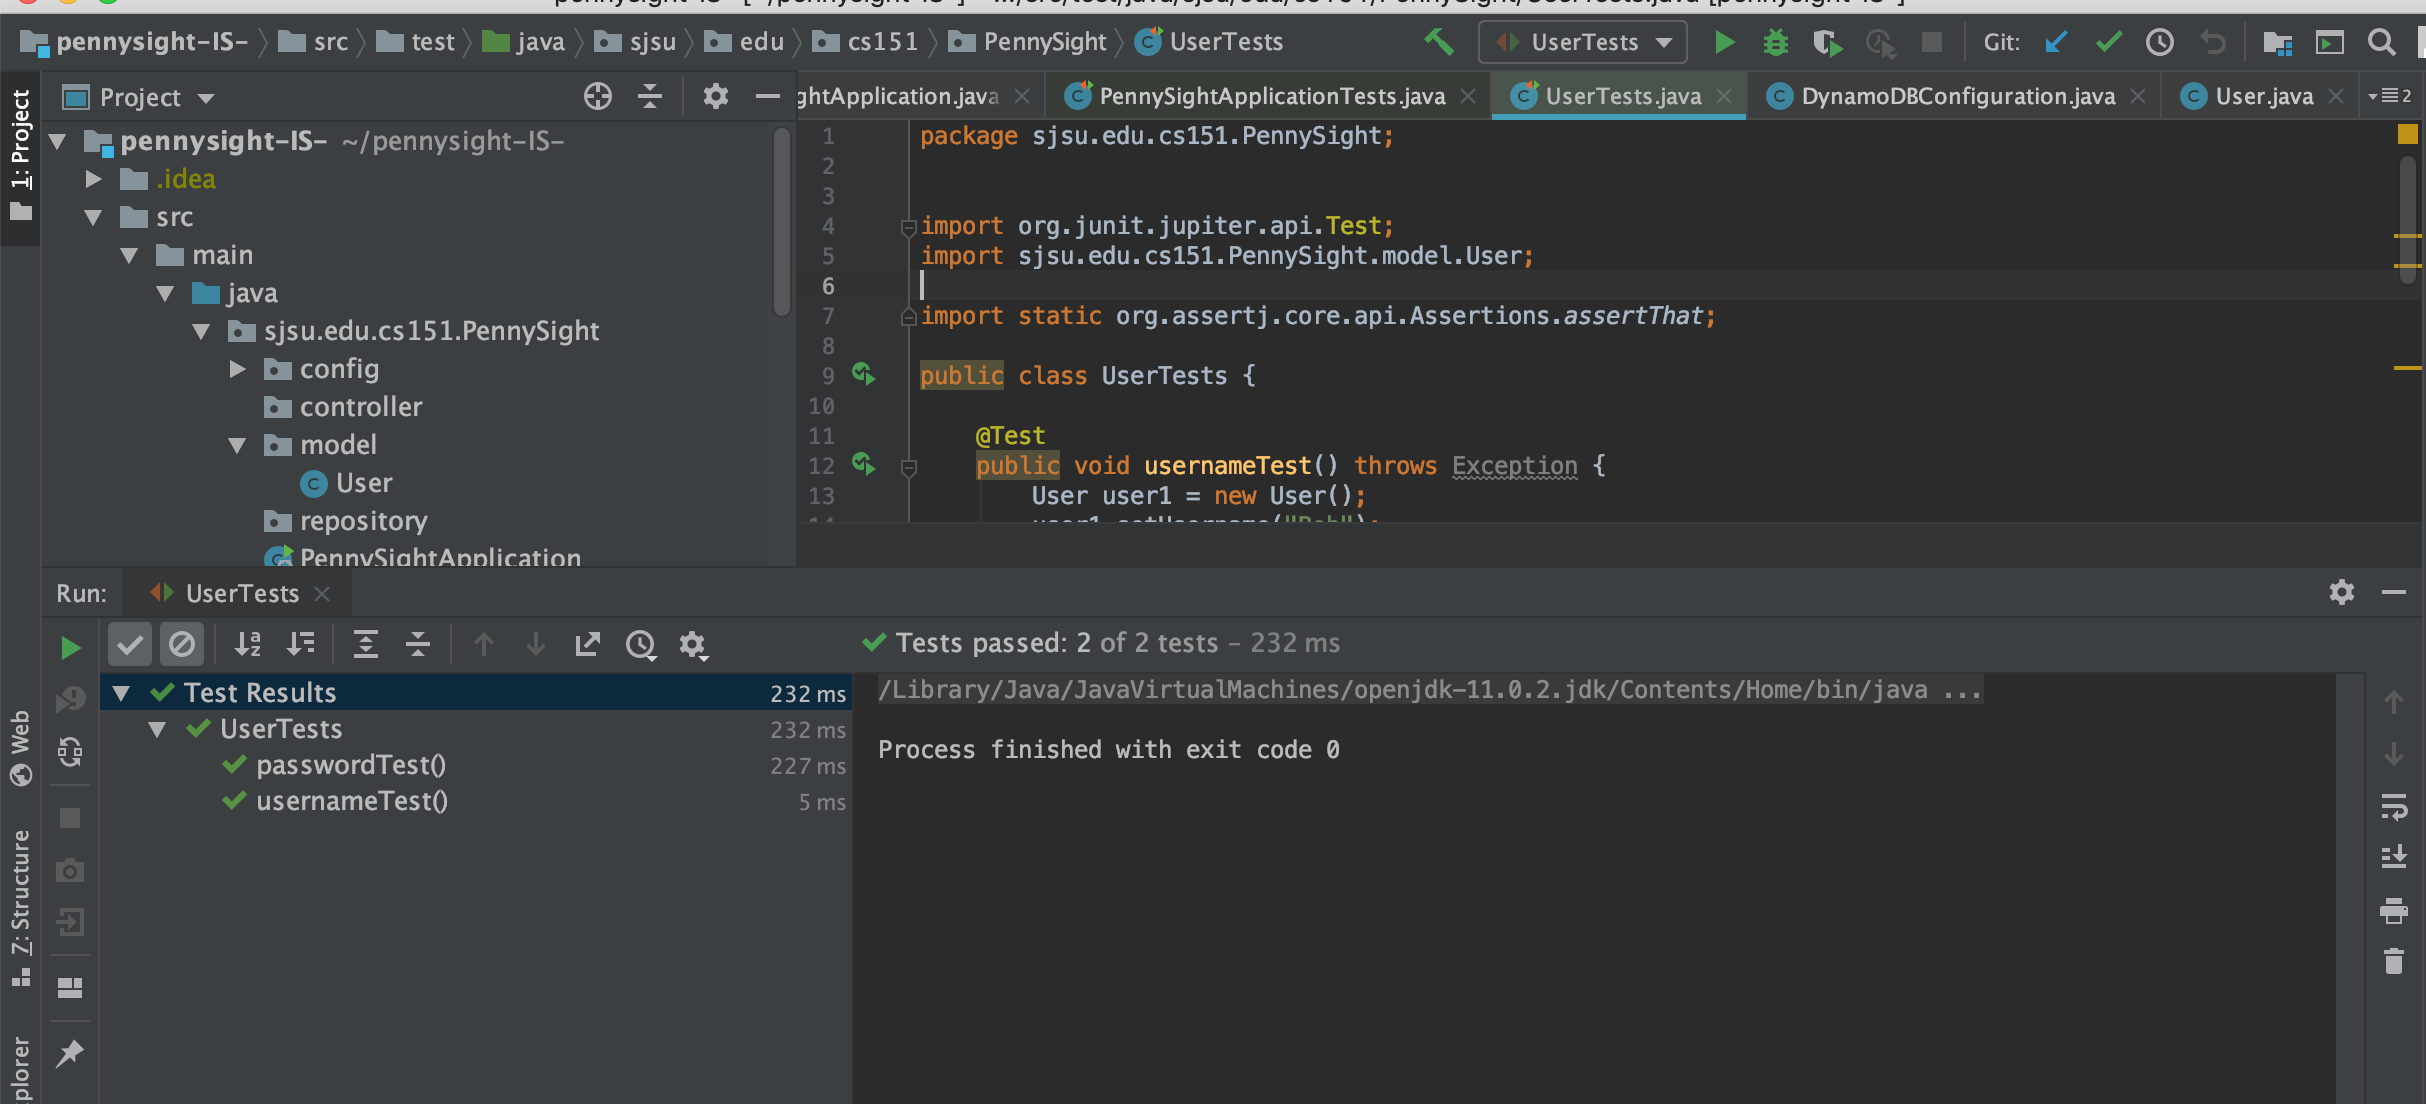 pennysight-IS- src test java sjsu edu cs151 PennySight UserTests UserTests Git:
1: Project
Project
ghtApplication.java PennySightApplicationTests.java UserTests.java DynamoDBConfiguration.java User.java 2
pennysight-IS- ~/pennysight-IS-
.idea
src
main
java
sjsu.edu.cs151.PennySight
config
controller
model
User
repository
PennySightApplication
1 package sjsu.edu.cs151.PennySight;
2
3
4 import org.junit.jupiter.api.Test;
5 import sjsu.edu.cs151.PennySight.model.User;
6
7 import static org.assertj.core.api.Assertions.assertThat;
8
9 public class UserTests {
10
11 @Test
12 public void usernameTest() throws Exception {
13 User user1 = new User();
14 user1.setUsername("Bob");
Run: UserTests
Tests passed: 2 of 2 tests – 232 ms
Test Results 232 ms
UserTests 232 ms
passwordTest() 227 ms
usernameTest() 5 ms
/Library/Java/JavaVirtualMachines/openjdk-11.0.2.jdk/Contents/Home/bin/java ...
Process finished with exit code 0
Web
7: Structure
plorer